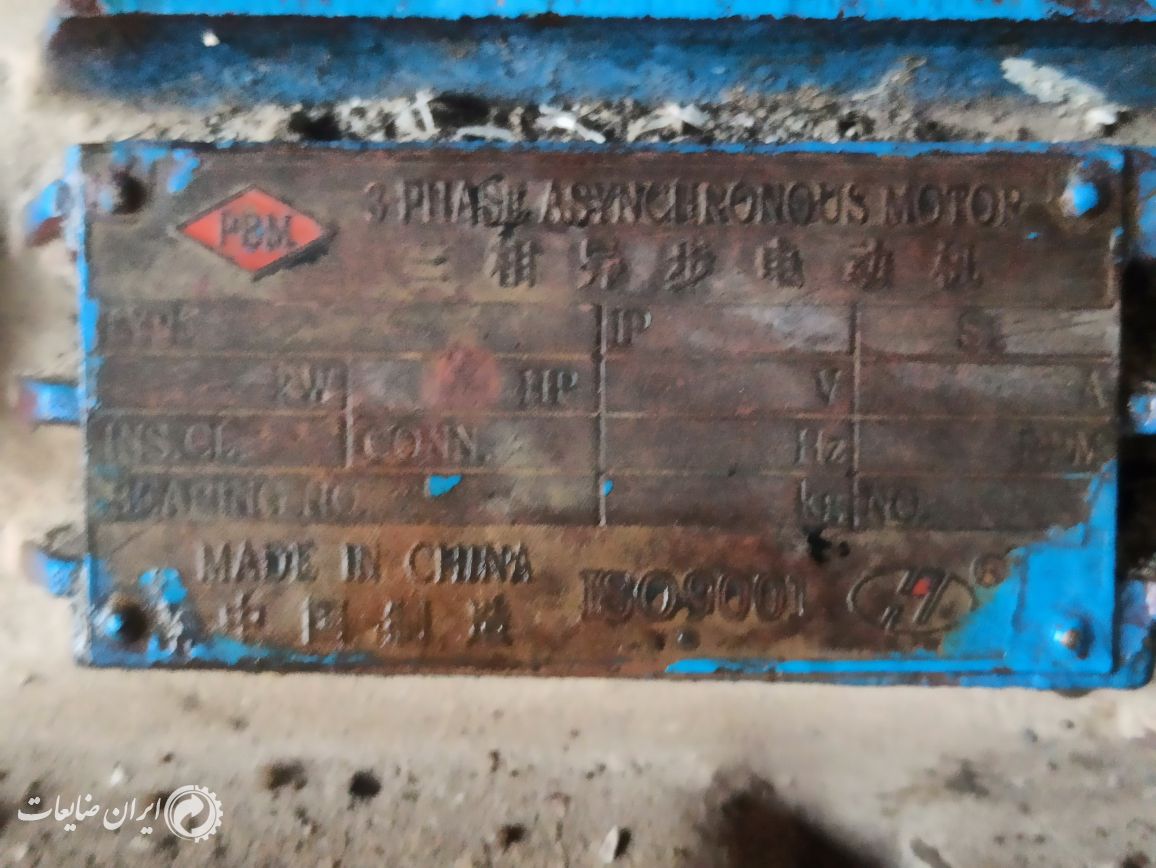 PBM
3-PHASE ASYNCHRONOUS MOTOR
三相异步电动机
TYPE IP S1
kW HP V A
INS.CL. CONN. Hz RPM
BEARING NO. kg NO.
MADE IN CHINA
中国制造
ISO9001
®
ایران ضایعات